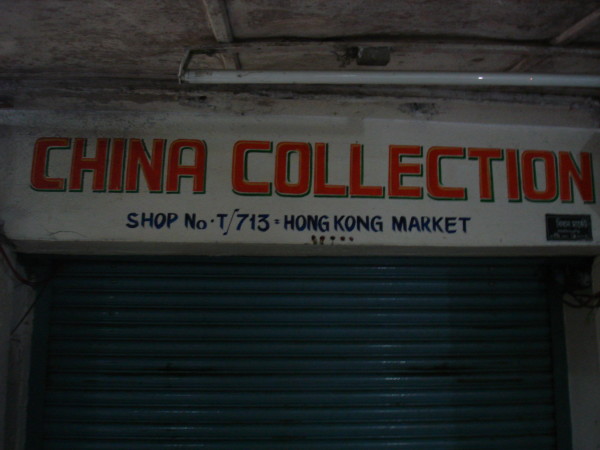 CHINA COLLECTION
SHOP No. T/713 = HONG KONG MARKET